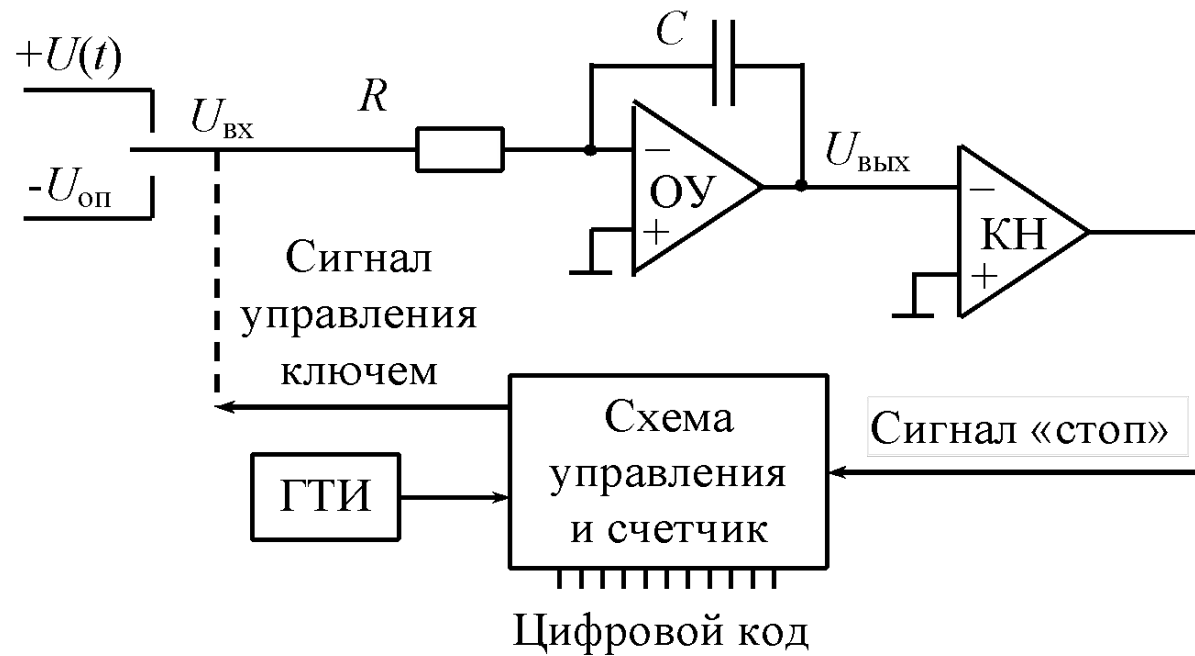 C
+U(t)
R
Uвх
-Uоп
−
ОУ
+
Uвых
−
КН
+
Сигнал
управления
ключем
Схема
управления
и счетчик
Сигнал «стоп»
ГТИ
Цифровой код